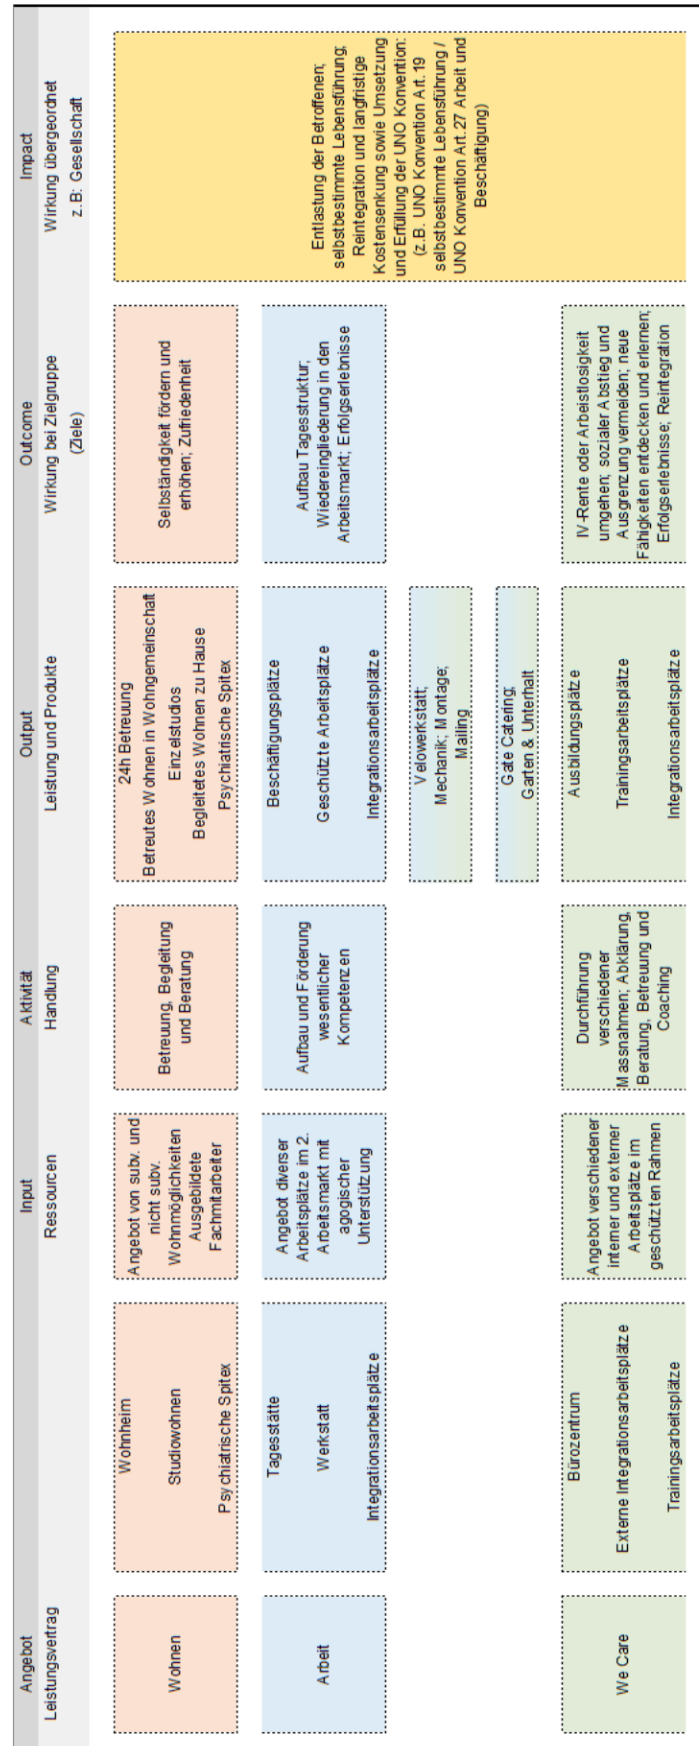 Angebot
Leistungsvertrag
Input
Ressourcen
Aktivität
Handlung
Output
Leistung und Produkte
Outcome
Wirkung bei Zielgruppe
(Ziele)
Impact
Wirkung übergeordnet
z.B: Gesellschaft
Wohnen
Wohnheim
Studiowohnen
Psychiatrische Spitex
Angebot von subv. und
nicht subv.
Wohnmöglichkeiten
Ausgebildete
Fachmitarbeiter
Betreuung, Begleitung
und Beratung
24h Betreuung
Betreutes Wohnen in Wohngemeinschaft
Einzelstudios
Begleitetes Wohnen zu Hause
Psychiatrische Spitex
Selbständigkeit fördern und
erhöhen; Zufriedenheit
Entlastung der Betroffenen;
selbstbestimmte Lebensführung;
Reintegration und langfristige
Kostensenkung sowie Umsetzung
und Erfüllung der UNO Konvention:
(z.B. UNO Konvention Art. 19
selbstbestimmte Lebensführung /
UNO Konvention Art.27 Arbeit und
Beschäftigung)
Arbeit
Tagesstätte
Werkstatt
Integrationsarbeitsplätze
Angebot diverser
Arbeitsplätze im 2.
Arbeitsmarkt mit
agogischer
Unterstützung
Aufbau und Förderung
wesentlicher
Kompetenzen
Beschäftigungsplätze
Geschützte Arbeitsplätze
Integrationsarbeitsplätze
Aufbau Tagesstruktur;
Wiedereingliederung in den
Arbeitsmarkt; Erfolgserlebnisse
Velowerkstatt;
Mechanik; Montage;
Mailing
Gate Catering;
Garten & Unterhalt
We Care
Bürozentrum
Externe Integrationsarbeitsplätze
Trainingsarbeitsplätze
Angebot verschiedener
interner und externer
Arbeitsplätze im
geschützten Rahmen
Durchführung
verschiedener
Massnahmen; Abklärung,
Beratung, Betreuung und
Coaching
Ausbildungsplätze
Trainingsarbeitsplätze
Integrationsarbeitsplätze
IV-Rente oder Arbeitslosigkeit
umgehen; sozialer Abstieg und
Ausgrenzung vermeiden; neue
Fähigkeiten entdecken und erlernen;
Erfolgserlebnisse; Reintegration